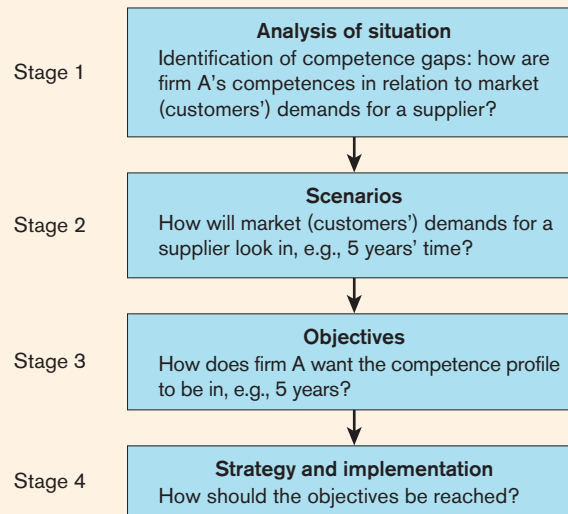 Stage 1
Analysis of situation
Identification of competence gaps: how are
firm A's competences in relation to market
(customers') demands for a supplier?
Stage 2
Scenarios
How will market (customers') demands for a
supplier look in, e.g., 5 years' time?
Stage 3
Objectives
How does firm A want the competence profile
to be in, e.g., 5 years?
Stage 4
Strategy and implementation
How should the objectives be reached?